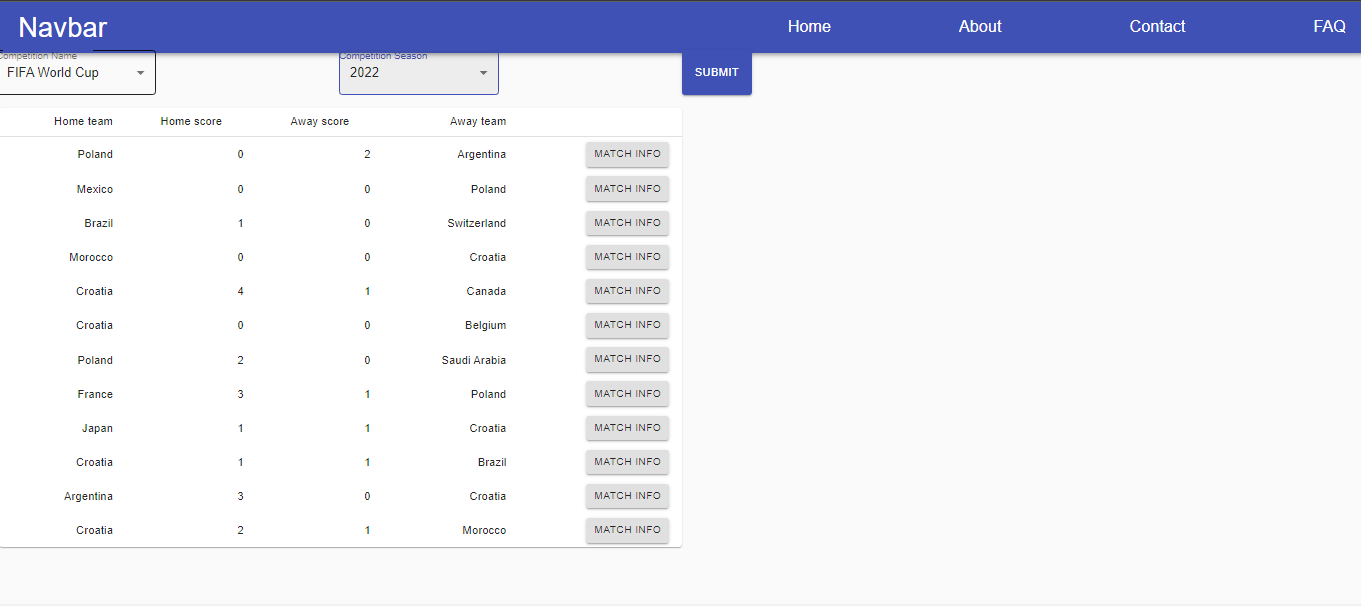 Navbar Home About Contact FAQ
Competition Name Competition Season
FIFA World Cup 2022 SUBMIT
Home team Home score Away score Away team
Poland 0 2 Argentina MATCH INFO
Mexico 0 0 Poland MATCH INFO
Brazil 1 0 Switzerland MATCH INFO
Morocco 0 0 Croatia MATCH INFO
Croatia 4 1 Canada MATCH INFO
Croatia 0 0 Belgium MATCH INFO
Poland 2 0 Saudi Arabia MATCH INFO
France 3 1 Poland MATCH INFO
Japan 1 1 Croatia MATCH INFO
Croatia 1 1 Brazil MATCH INFO
Argentina 3 0 Croatia MATCH INFO
Croatia 2 1 Morocco MATCH INFO